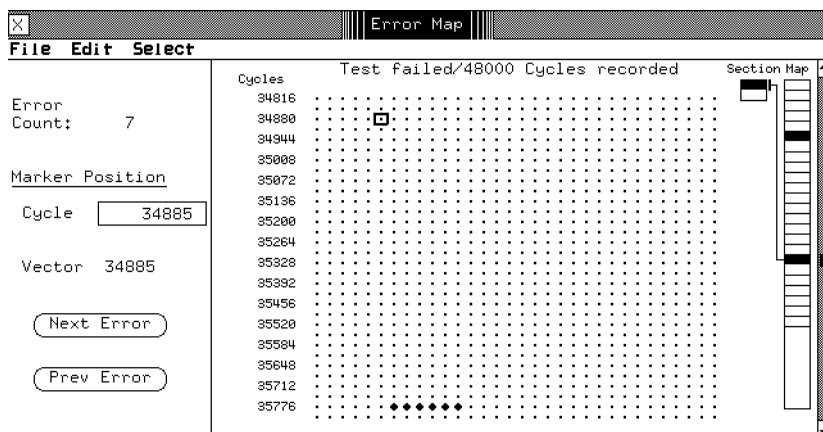 X
Error Map
File Edit Select
Test failed/48000 Cycles recorded
Section Map
Cycles
Error
Count: 7
Marker Position
Cycle 34885
Vector 34885
Next Error
Prev Error
34816
34880
34944
35008
35072
35136
35200
35264
35328
35392
35456
35520
35584
35648
35712
35776